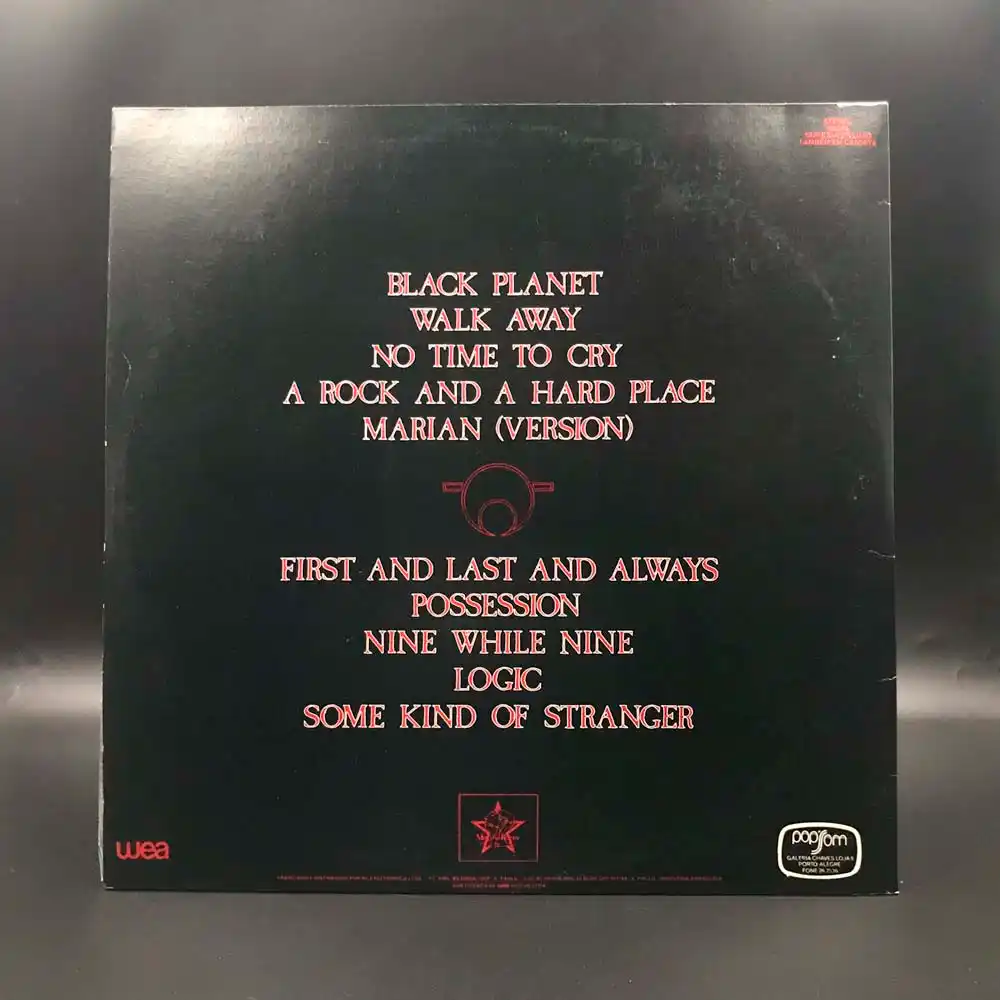 BLACK PLANET
WALK AWAY
NO TIME TO CRY
A ROCK AND A HARD PLACE
MARIAN (VERSION)
FIRST AND LAST AND ALWAYS
POSSESSION
NINE WHILE NINE
LOGIC
SOME KIND OF STRANGER
wea
popsom
GALERIA CHAVES LOJA
PORTO ALEGRE
FONE